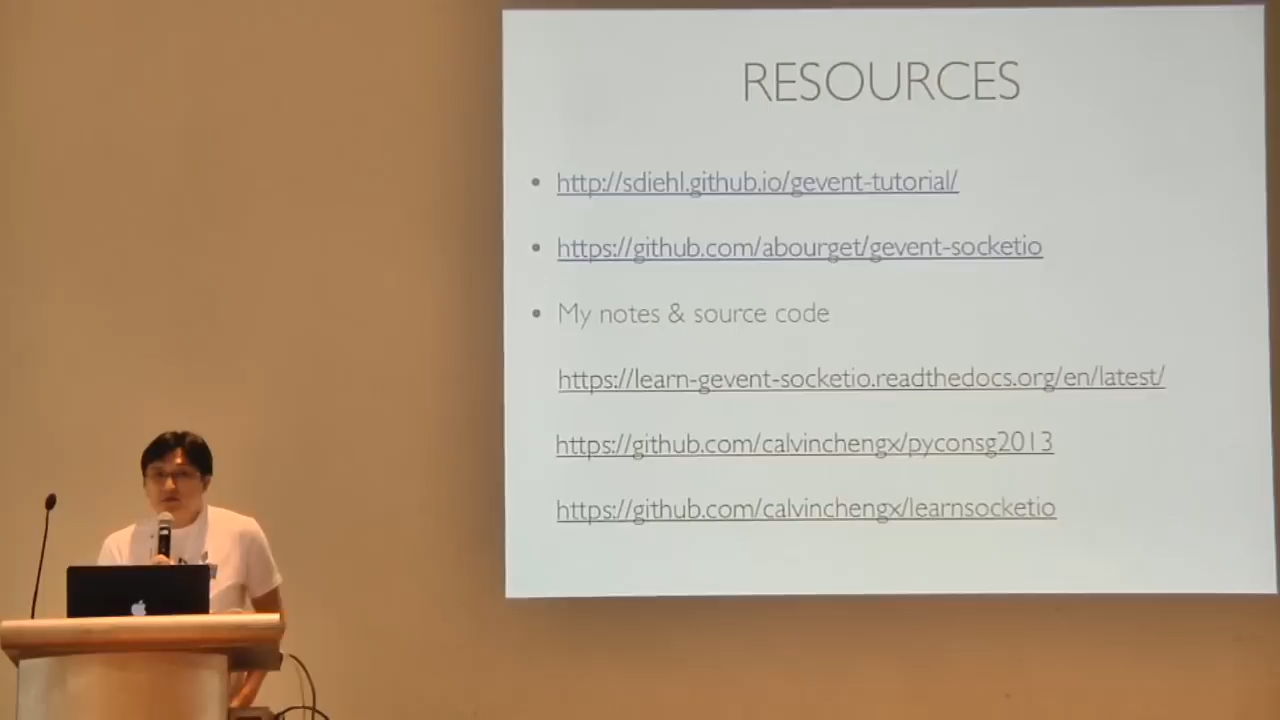 RESOURCES
• http://sdiehl.github.io/gevent-tutorial/
• https://github.com/abourget/gevent-socketio
• My notes & source code
https://learn-gevent-socketio.readthedocs.org/en/latest/
https://github.com/calvinchengx/pyconsg2013
https://github.com/calvinchengx/learnsocketio